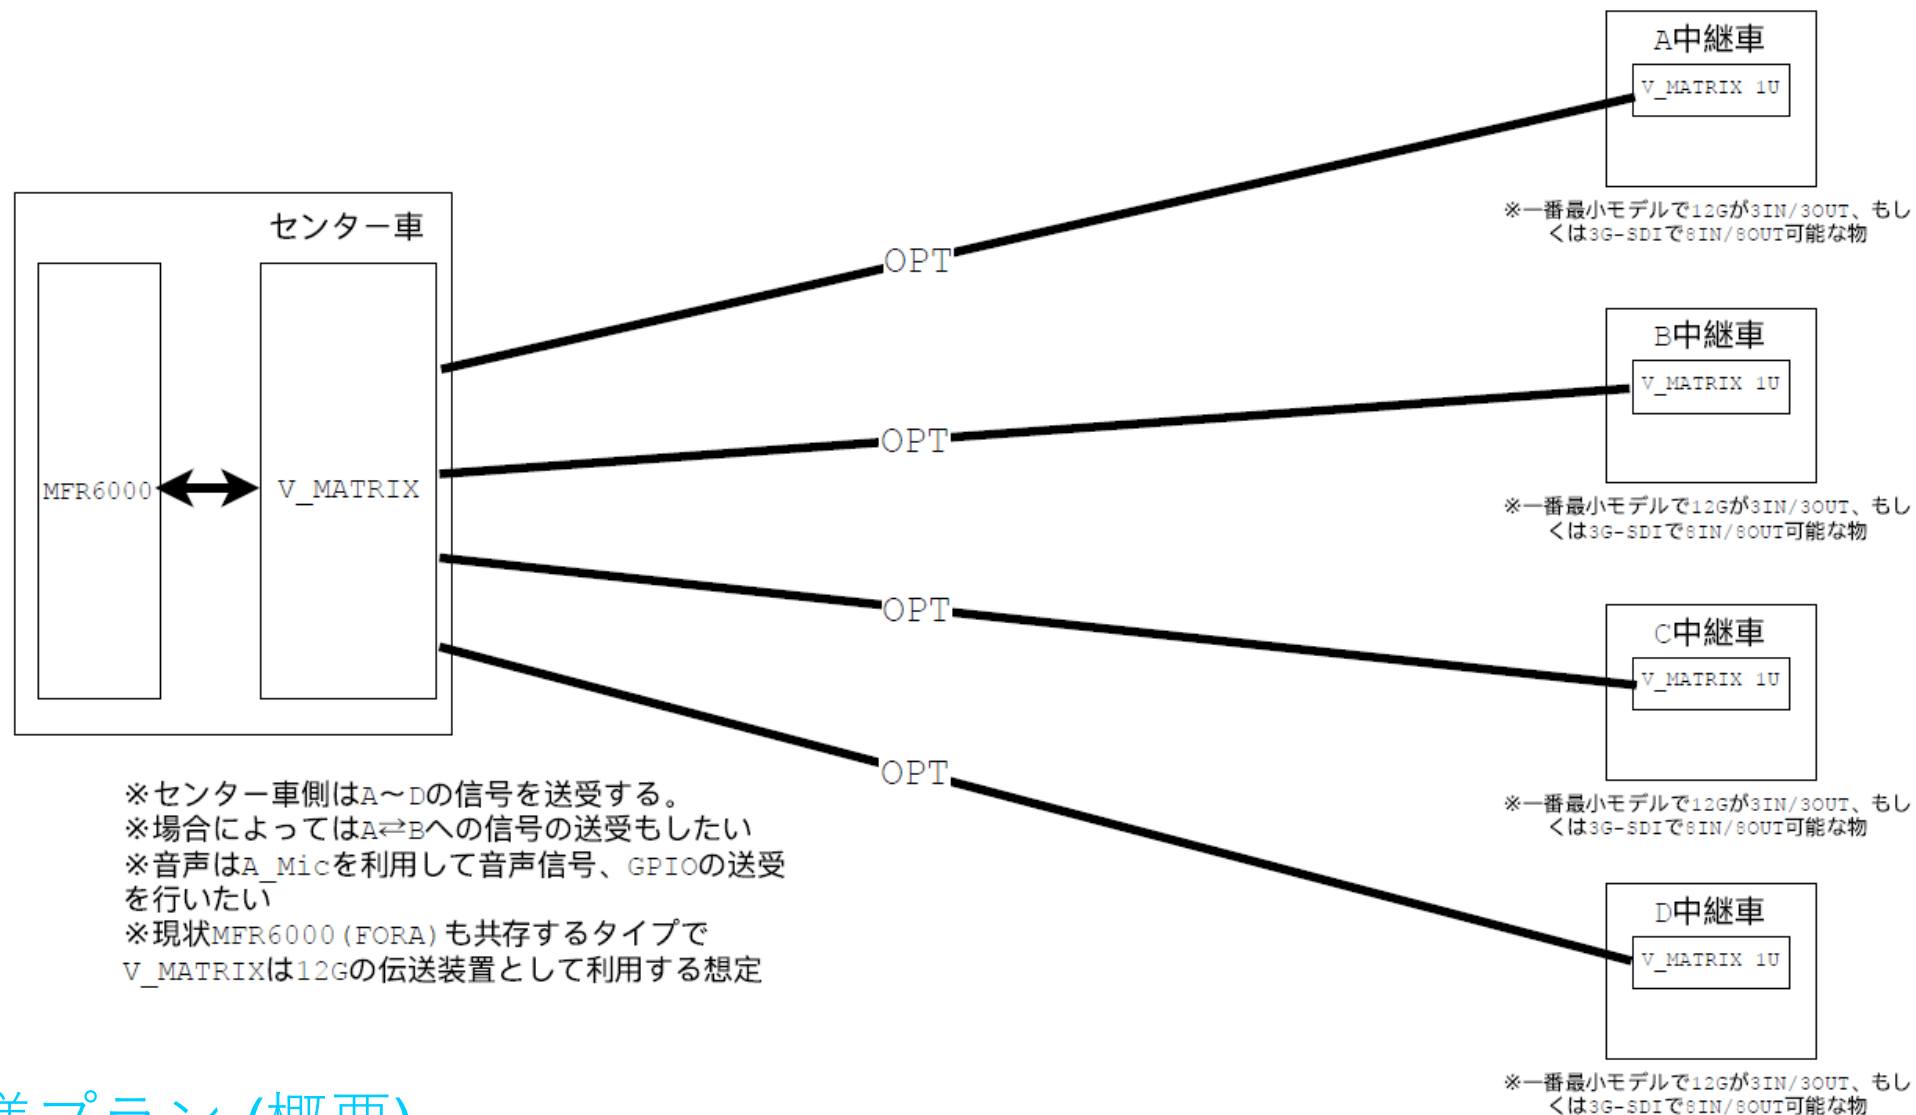 A中継車
V_MATRIX 1U
※一番最小モデルで12Gが3IN/3OUT、もし
くは3G-SDIで8IN/8OUT可能な物
センター車
OPT
B中継車
V_MATRIX 1U
OPT
MFR6000
V_MATRIX
※一番最小モデルで12Gが3IN/3OUT、もし
くは3G-SDIで8IN/8OUT可能な物
OPT
C中継車
V_MATRIX 1U
OPT
※センター車側はA～Dの信号を送受する。
※場合によってはA⇄Bへの信号の送受もしたい
※音声はA_Micを利用して音声信号、GPIOの送受
を行いたい
※現状MFR6000(FORA)も共存するタイプで
V_MATRIXは12Gの伝送装置として利用する想定
※一番最小モデルで12Gが3IN/3OUT、もし
くは3G-SDIで8IN/8OUT可能な物
D中継車
V_MATRIX 1U
※一番最小モデルで12Gが3IN/3OUT、もし
くは3G-SDIで8IN/8OUT可能な物
様プラン(概要)